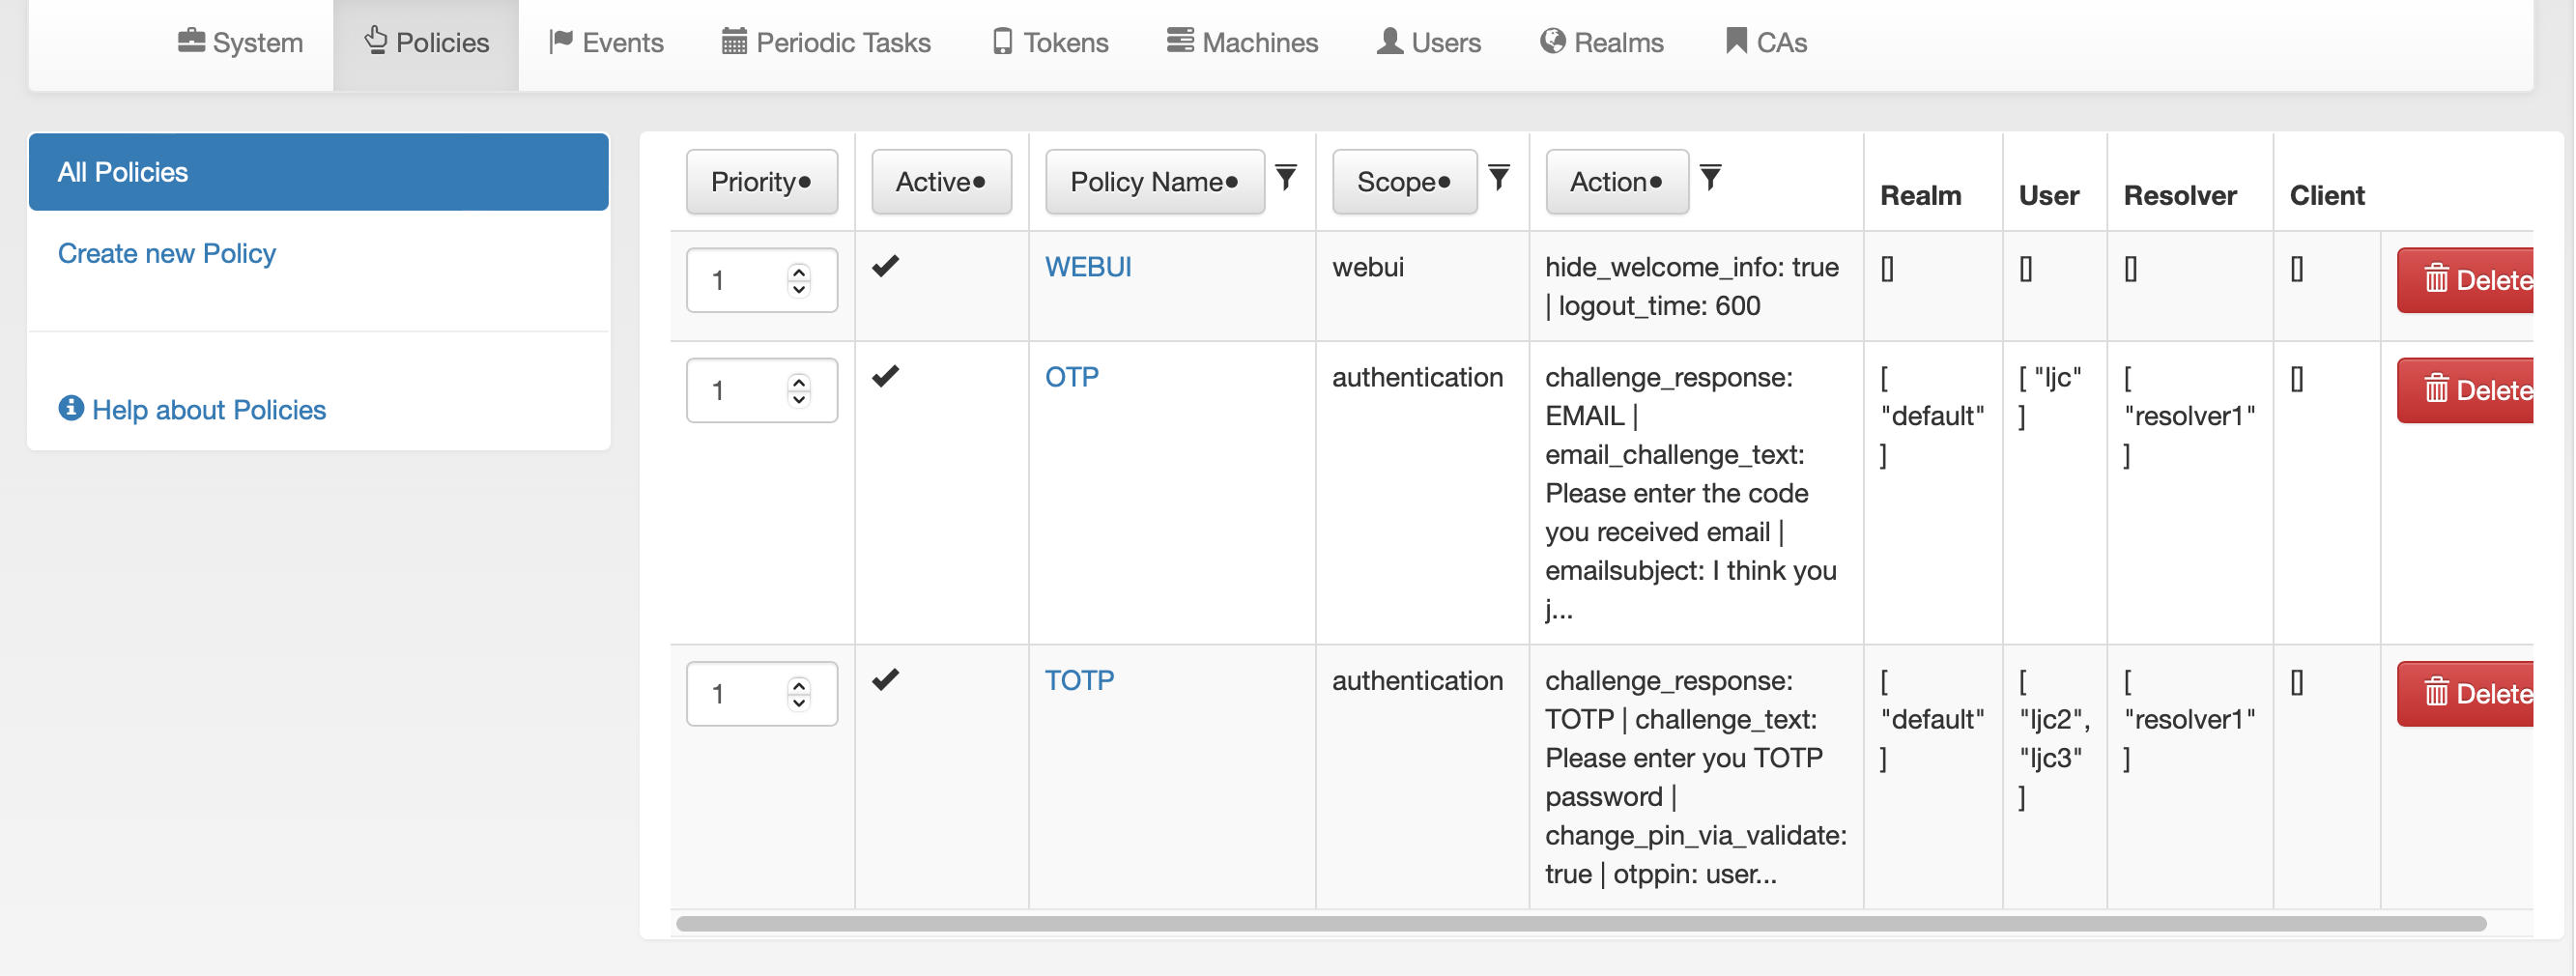 System Policies Events Periodic Tasks Tokens Machines Users Realms CAs
All Policies
Create new Policy
Help about Policies
Priority● Active● Policy Name● Scope● Action● Realm User Resolver Client
1 WEBUI webui hide_welcome_info: true [] [] [] [] Delete
| logout_time: 600
1 OTP authentication challenge_response: [ [ "ljc" [ [] Delete
EMAIL | "default" ] "resolver1"
email_challenge_text: ] ]
Please enter the code
you received email |
emailsubject: I think you
j...
1 TOTP authentication challenge_response: [ [ [ [] Delete
TOTP | challenge_text: "default" "ljc2", "resolver1"
Please enter you TOTP ] "ljc3" ]
password | ]
change_pin_via_validate:
true | otppin: user...